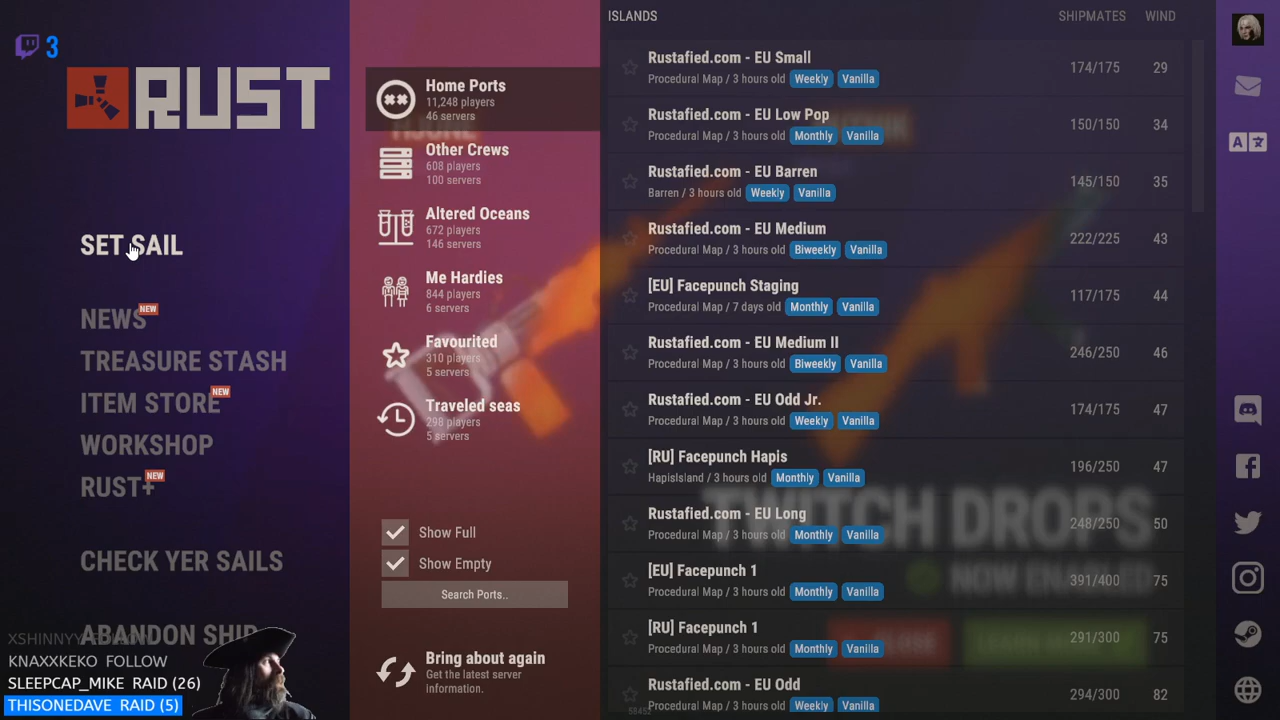 3
RUST
SET SAIL
NEWS NEW
TREASURE STASH
ITEM STORE NEW
WORKSHOP
RUST+ NEW
CHECK YER SAILS
ABANDON SHIP
XSHINNYY FOLLOW
KNAXXKEKO FOLLOW
SLEEPCAP_MIKE RAID (26)
THISONEDAVE RAID (5)
Home Ports
11,248 players
46 servers
Other Crews
608 players
100 servers
Altered Oceans
672 players
146 servers
Me Hardies
844 players
6 servers
Favourited
310 players
5 servers
Traveled seas
298 players
5 servers
Show Full
Show Empty
Search Ports..
Bring about again
Get the latest server
information.
ISLANDS SHIPMATES WIND
Rustafied.com - EU Small
Procedural Map / 3 hours old Weekly Vanilla
174/175 29
Rustafied.com - EU Low Pop
Procedural Map / 3 hours old Monthly Vanilla
150/150 34
Rustafied.com - EU Barren
Barren / 3 hours old Weekly Vanilla
145/150 35
Rustafied.com - EU Medium
Procedural Map / 3 hours old Biweekly Vanilla
222/225 43
[EU] Facepunch Staging
Procedural Map / 7 days old Monthly Vanilla
117/175 44
Rustafied.com - EU Medium II
Procedural Map / 3 hours old Biweekly Vanilla
246/250 46
Rustafied.com - EU Odd Jr.
Procedural Map / 3 hours old Weekly Vanilla
174/175 47
[RU] Facepunch Hapis
HapisIsland / 3 hours old Monthly Vanilla
196/250 47
Rustafied.com - EU Long
Procedural Map / 3 hours old Monthly Vanilla
248/250 50
[EU] Facepunch 1
Procedural Map / 3 hours old Monthly Vanilla
391/400 75
[RU] Facepunch 1
Procedural Map / 3 hours old Monthly Vanilla
291/300 75
Rustafied.com - EU Odd
Procedural Map / 3 hours old Weekly Vanilla
294/300 82
TWITCH DROPS
NOW ENABLED